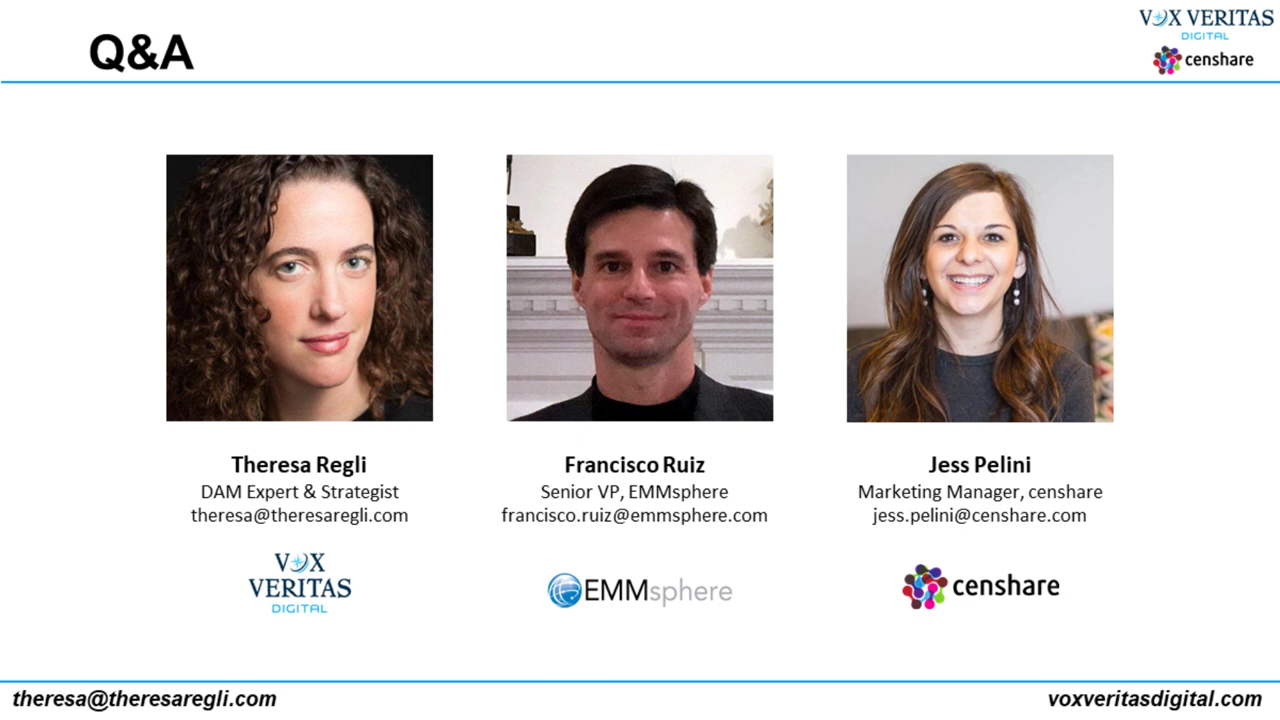 Q&A
VOX VERITAS
DIGITAL
censhare
Theresa Regli
DAM Expert & Strategist
theresa@theresaregli.com
Francisco Ruiz
Senior VP, EMMsphere
francisco.ruiz@emmsphere.com
Jess Pelini
Marketing Manager, censhare
jess.pelini@censhare.com
VOX
VERITAS
DIGITAL
EMMsphere
censhare
theresa@theresaregli.com
voxveritasdigital.com